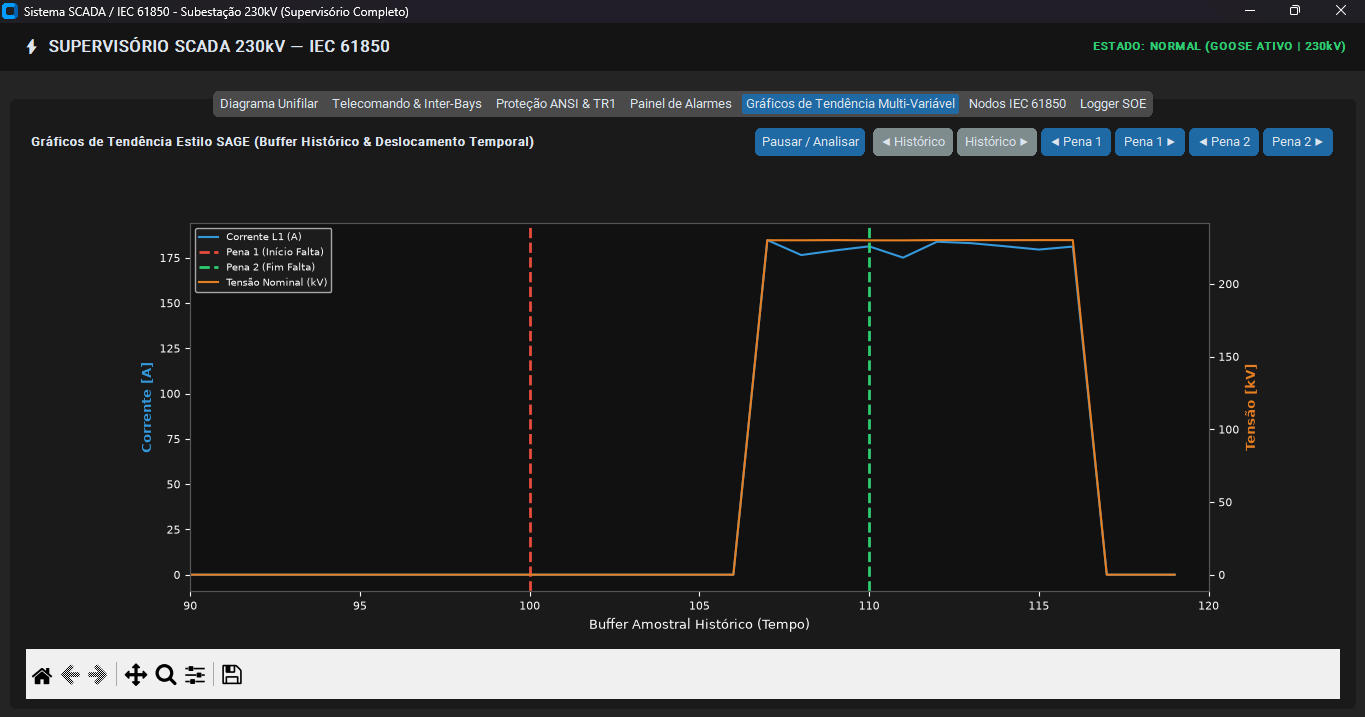 Sistema SCADA / IEC 61850 - Subestação 230kV (Supervisório Completo)
SUPERVISÓRIO SCADA 230kV — IEC 61850
ESTADO: NORMAL (GOOSE ATIVO | 230kV)
Diagrama Unifilar Telecomando & Inter-Bays Proteção ANSI & TR1 Painel de Alarmes Gráficos de Tendência Multi-Variável Nodos IEC 61850 Logger SOE
Gráficos de Tendência Estilo SAGE (Buffer Histórico & Deslocamento Temporal)
Pausar / Analisar ◄ Histórico Histórico ► ◄ Pena 1 Pena 1 ► ◄ Pena 2 Pena 2 ►
Corrente L1 (A)
Pena 1 (Início Falta)
Pena 2 (Fim Falta)
Tensão Nominal (kV)
175
150
125
100
75
50
25
0
Corrente [A]
200
150
100
50
0
Tensão [kV]
90 95 100 105 110 115 120
Buffer Amostral Histórico (Tempo)